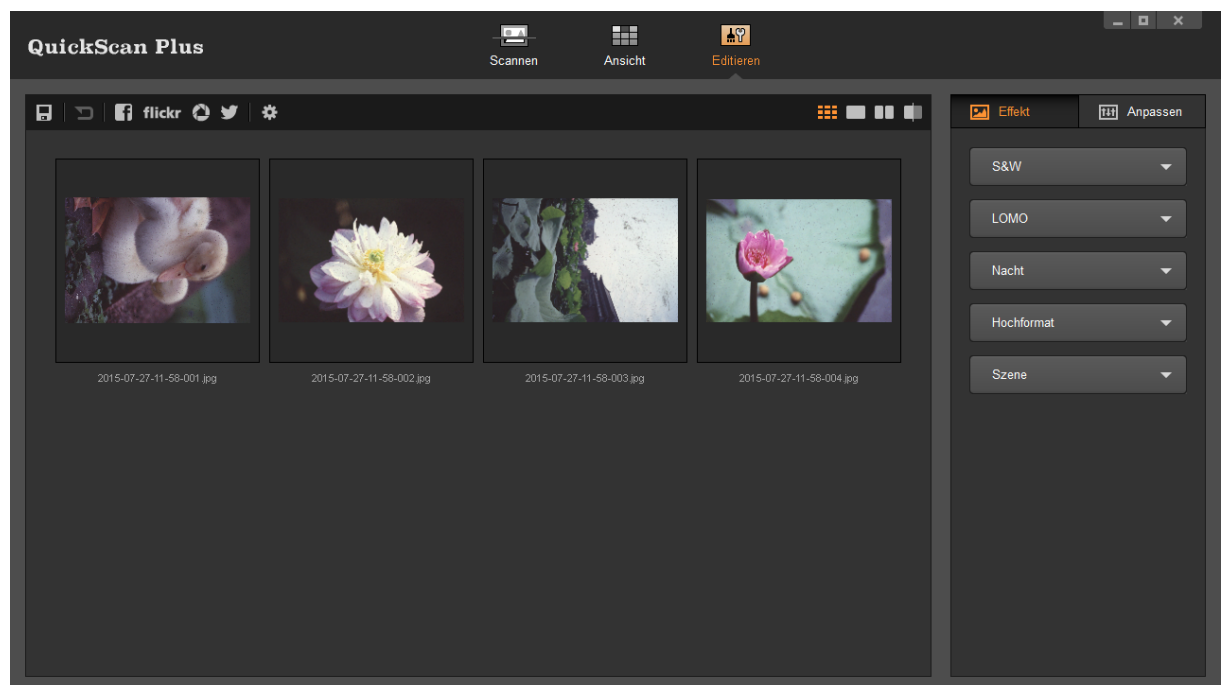 QuickScan Plus
Scannen
Ansicht
Editieren
flickr
Effekt
Anpassen
S&W
LOMO
Nacht
Hochformat
Szene
2015-07-27-11-58-001.jpg
2015-07-27-11-58-002.jpg
2015-07-27-11-58-003.jpg
2015-07-27-11-58-004.jpg